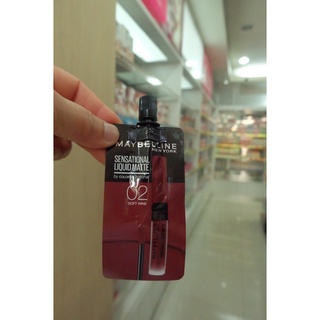 MAYBELLINE
NEW YORK
SENSATIONAL
LIQUID MATTE
02
SOFT WINE